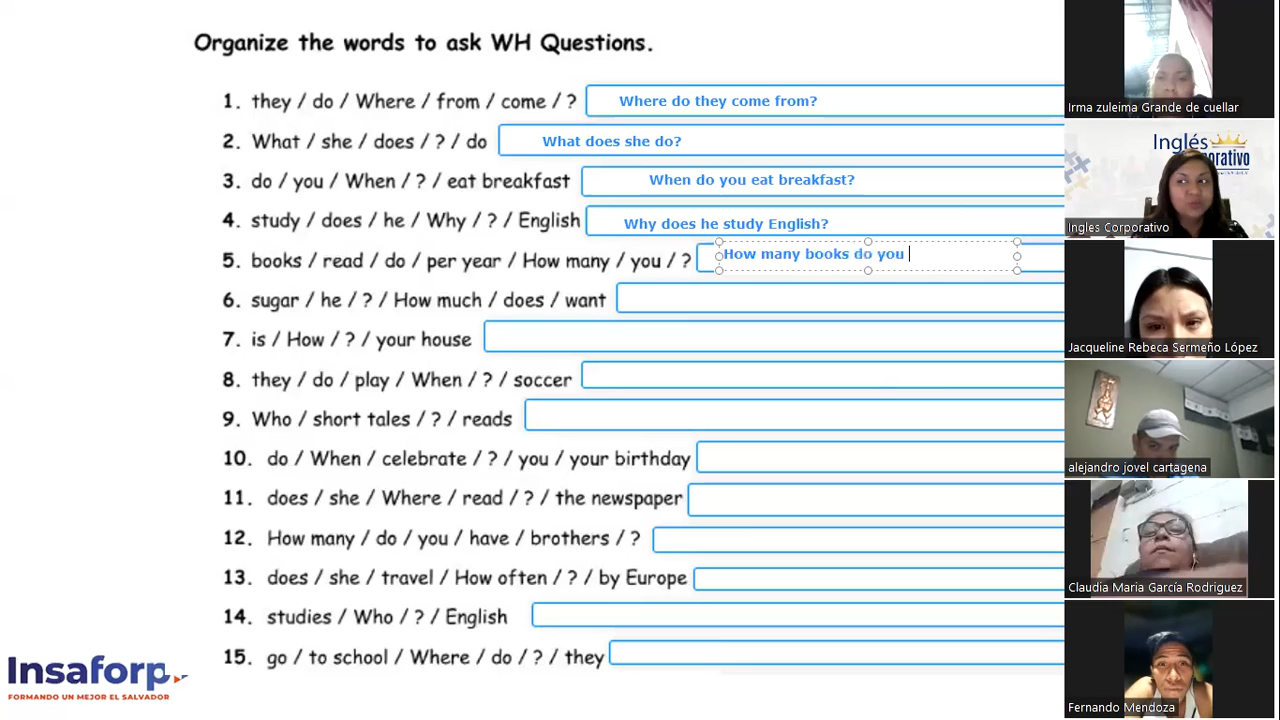 Organize the words to ask WH Questions.
1. they / do / Where / from / come / ? Where do they come from?
2. What / she / does / ? / do What does she do?
3. do / you / When / ? / eat breakfast When do you eat breakfast?
4. study / does / he / Why / ? / English Why does he study English?
5. books / read / do / per year / How many / you / ? How many books do you
6. sugar / he / ? / How much / does / want
7. is / How / ? / your house
8. they / do / play / When / ? / soccer
9. Who / short tales / ? / reads
10. do / When / celebrate / ? / you / your birthday
11. does / she / Where / read / ? / the newspaper
12. How many / do / you / have / brothers / ?
13. does / she / travel / How often / ? / by Europe
14. studies / Who / ? / English
15. go / to school / Where / do / ? / they
Insaforp
FORMANDO UN MEJOR EL SALVADOR
Irma zuleima Grande de cuellar
Inglés
Corporativo
Ingles Corporativo
Jacqueline Rebeca Sermeño López
alejandro jovel cartagena
Claudia Maria García Rodriguez
Fernando Mendoza